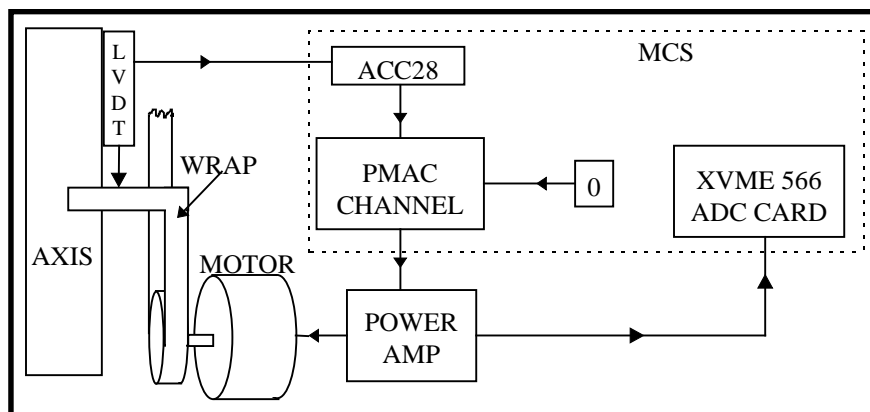 L
V
D
T
ACC28
MCS
WRAP
PMAC
CHANNEL
0
XVME 566
ADC CARD
AXIS
MOTOR
POWER
AMP